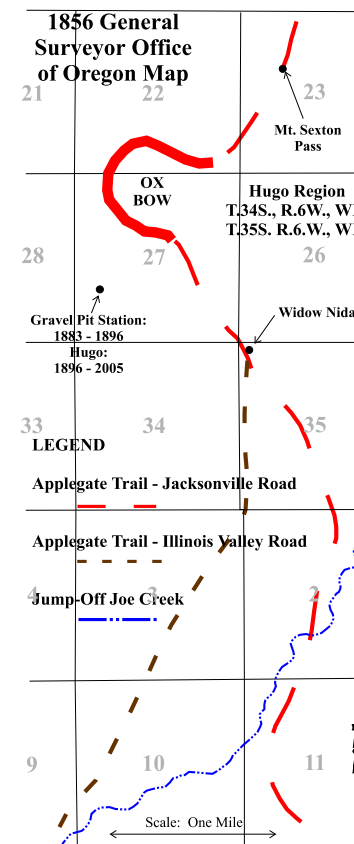 1856 General
Surveyor Office
of Oregon Map
21
22
23
Mt. Sexton
Pass
OX
BOW
Hugo Region
T.34S., R.6W.,
T.35S. R.6.W.,
28
27
26
Widow
Gravel Pit Station:
1883 - 1896
Hugo:
1896 - 2005
33
34
35
LEGEND
Applegate Trail - Jacksonville Road
Applegate Trail - Illinois Valley Road
4
3
2
Jump-Off Joe Creek
9
10
11
Scale: One Mile